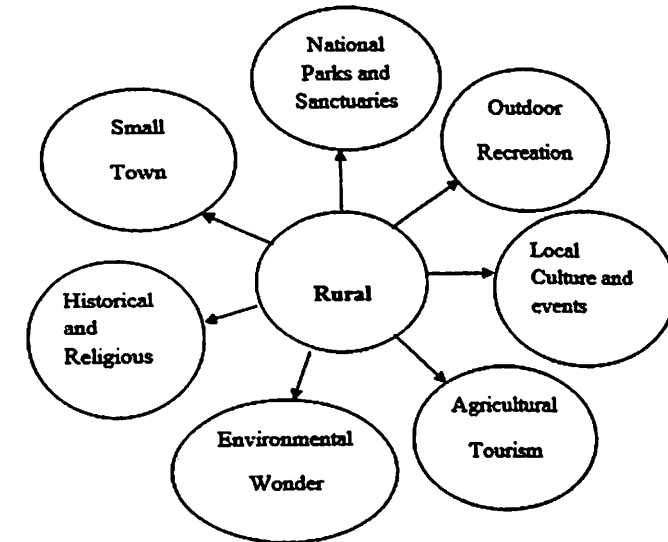 National
Parks and
Sanctuaries
Outdoor
Recreation
Small
Town
Local
Culture and
events
Rural
Historical
and
Religious
Agricultural
Tourism
Environmental
Wonder